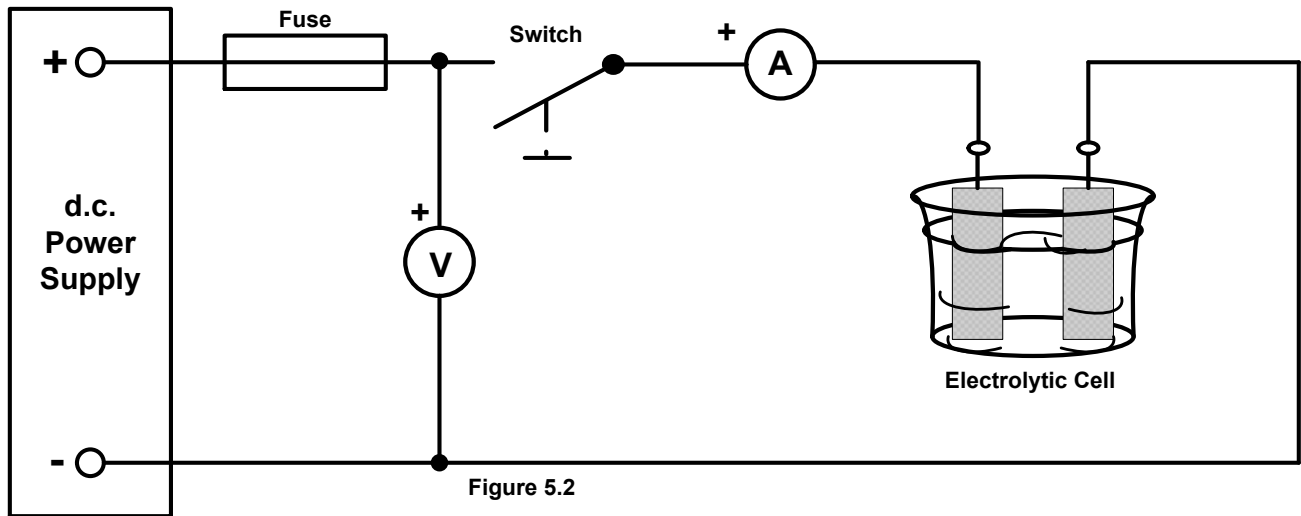 Fuse
Switch
+
+
A
d.c.
Power
Supply
+
V
Electrolytic Cell
-
Figure 5.2